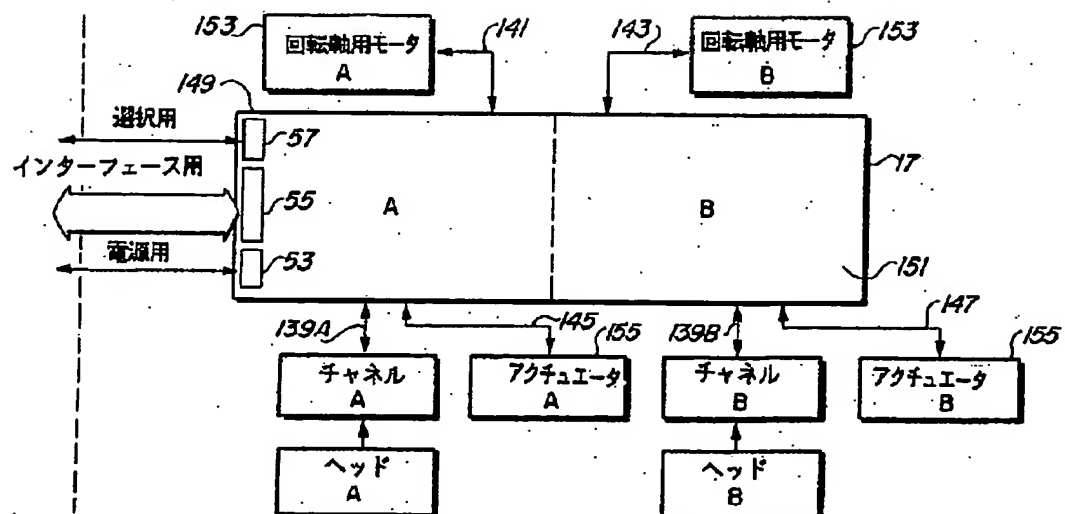 153
回転軸用モータ
A
141
143
回転軸用モータ
B
153
149
選択用
57
インターフェース用
55
A
B
17
電源用
53
151
139A
145
139B
147
チャネル
A
155
アクチュエータ
A
チャネル
B
155
アクチュエータ
B
ヘッド
A
ヘッド
B